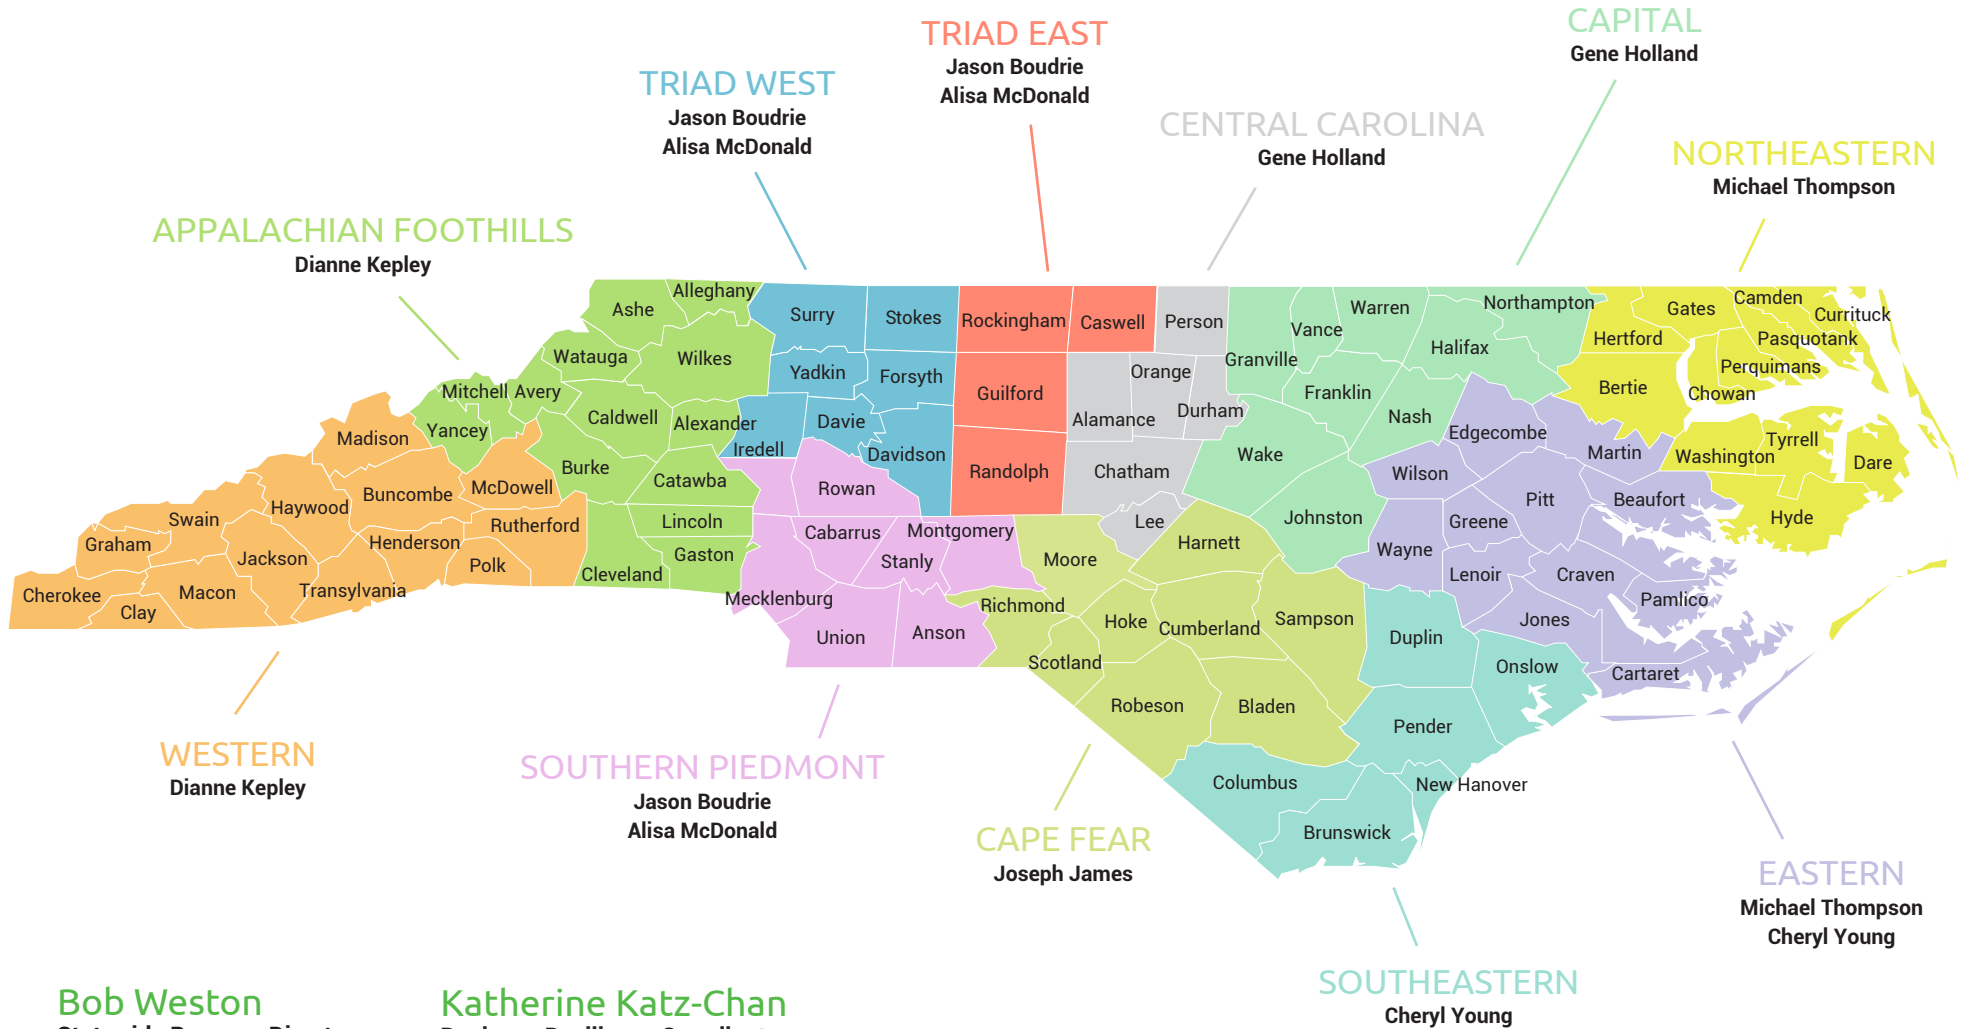 TRIAD EAST
Jason Boudrie
Alisa McDonald
CAPITAL
Gene Holland
TRIAD WEST
Jason Boudrie
Alisa McDonald
CENTRAL CAROLINA
Gene Holland
NORTHEASTERN
Michael Thompson
APPALACHIAN FOOTHILLS
Dianne Kepley
Ashe
Alleghany
Surry
Stokes
Rockingham
Caswell
Person
Granville
Vance
Warren
Northampton
Halifax
Hertford
Gates
Camden
Currituck
Pasquotank
Perquimans
Chowan
Bertie
Watauga
Wilkes
Yadkin
Forsyth
Guilford
Alamance
Orange
Durham
Franklin
Nash
Edgecombe
Martin
Washington
Tyrrell
Dare
Mitchell
Avery
Yancey
Caldwell
Alexander
Iredell
Davie
Davidson
Randolph
Chatham
Wake
Wilson
Pitt
Beaufort
Hyde
Madison
Buncombe
McDowell
Burke
Catawba
Rowan
Lee
Johnston
Wayne
Greene
Swain
Haywood
Rutherford
Lincoln
Cabarrus
Montgomery
Moore
Harnett
Graham
Jackson
Henderson
Polk
Cleveland
Gaston
Stanly
Lenoir
Craven
Pamlico
Cherokee
Clay
Macon
Transylvania
Mecklenburg
Union
Anson
Richmond
Scotland
Hoke
Cumberland
Sampson
Duplin
Jones
Onslow
Cartaret
Robeson
Bladen
Pender
Columbus
New Hanover
Brunswick
WESTERN
Dianne Kepley
SOUTHERN PIEDMONT
Jason Boudrie
Alisa McDonald
CAPE FEAR
Joseph James
EASTERN
Michael Thompson
Cheryl Young
SOUTHEASTERN
Cheryl Young
Bob Weston
Katherine Katz-Chan